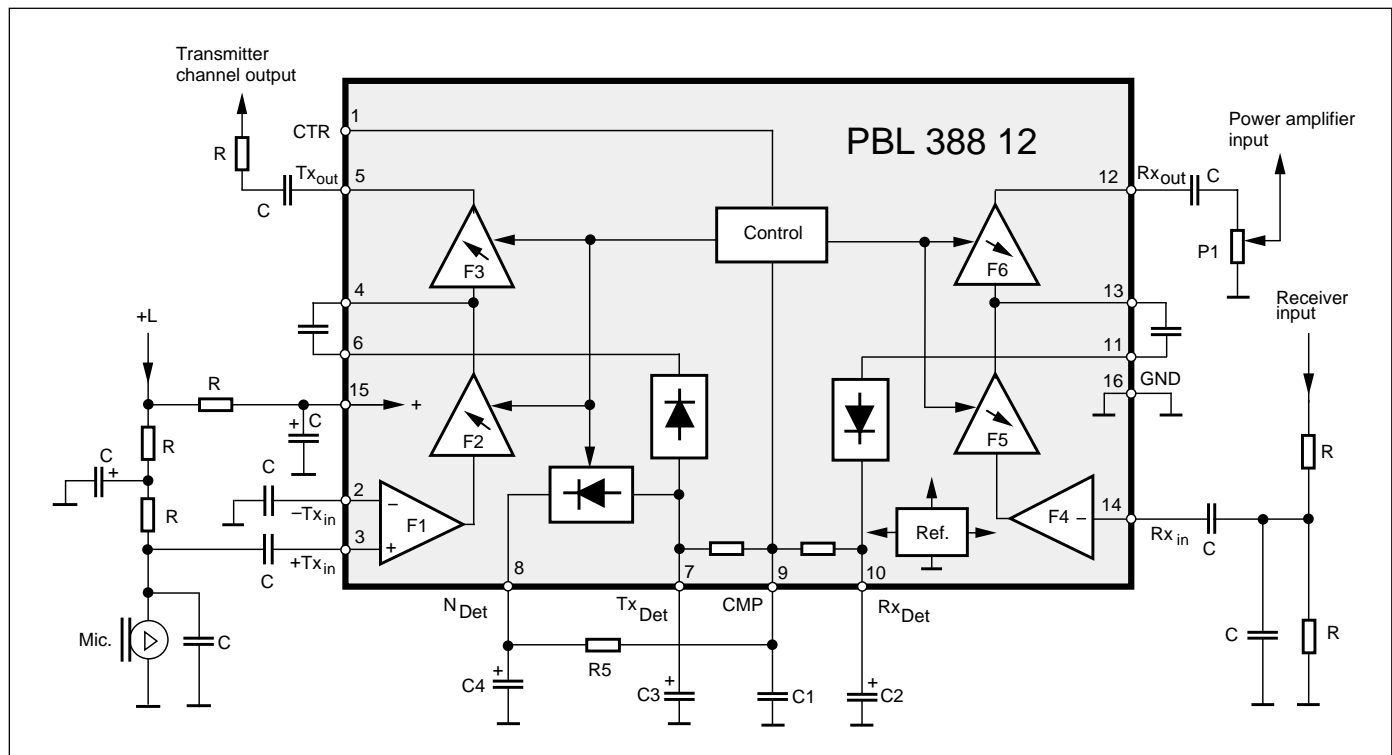 Transmitter
channel output
R
C
CTR
1
Tx out
5
PBL 388 12
12
Rx out
C
Power amplifier
input
P1
Control
F3
F6
4
13
Receiver
input
+L
6
11
R
15
+
+
C
16
GND
F2
F5
R
C
+
R
C
2
–Tx in
–
F1
3
+
+Tx in
C
R
Ref.
F4
–
14
Rx in
C
8
7
9
10
N Det
Tx Det
CMP
Rx Det
Mic.
C
C
R
R5
+
C4
+
C3
C1
+
C2